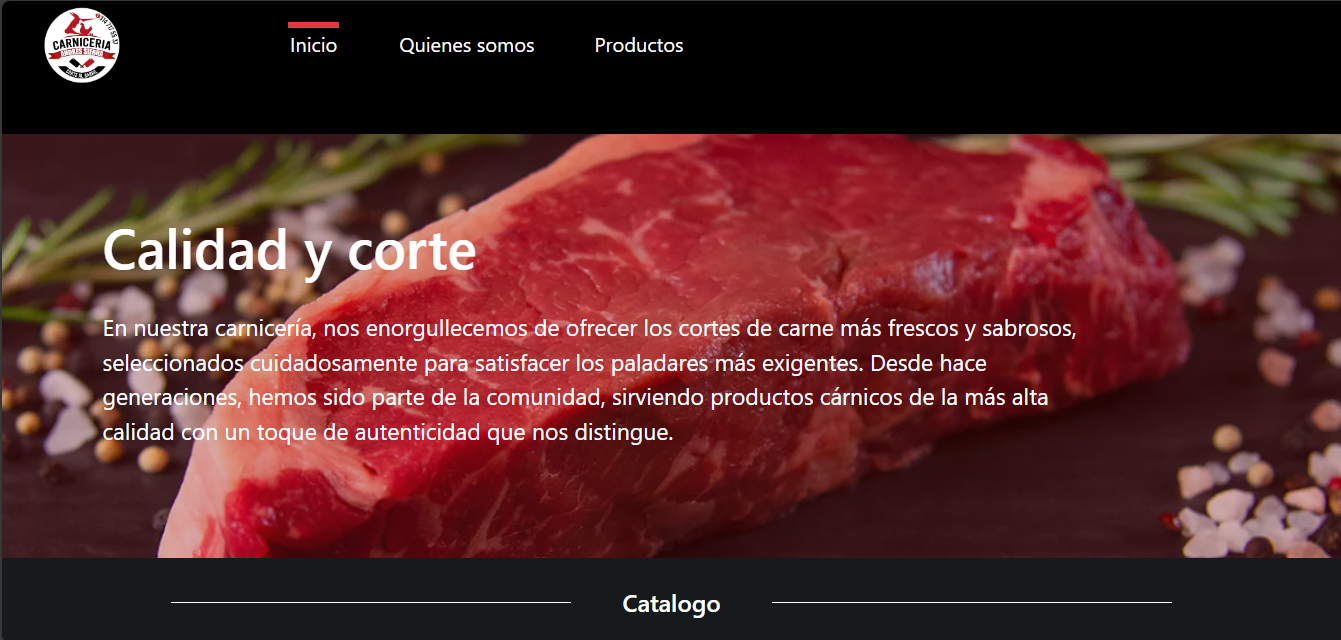 CARNICERIA
Inicio
Quienes somos
Productos
Calidad y corte
En nuestra carnicería, nos enorgullecemos de ofrecer los cortes de carne más frescos y sabrosos,
seleccionados cuidadosamente para satisfacer los paladares más exigentes. Desde hace
generaciones, hemos sido parte de la comunidad, sirviendo productos cárnicos de la más alta
calidad con un toque de autenticidad que nos distingue.
Catalogo